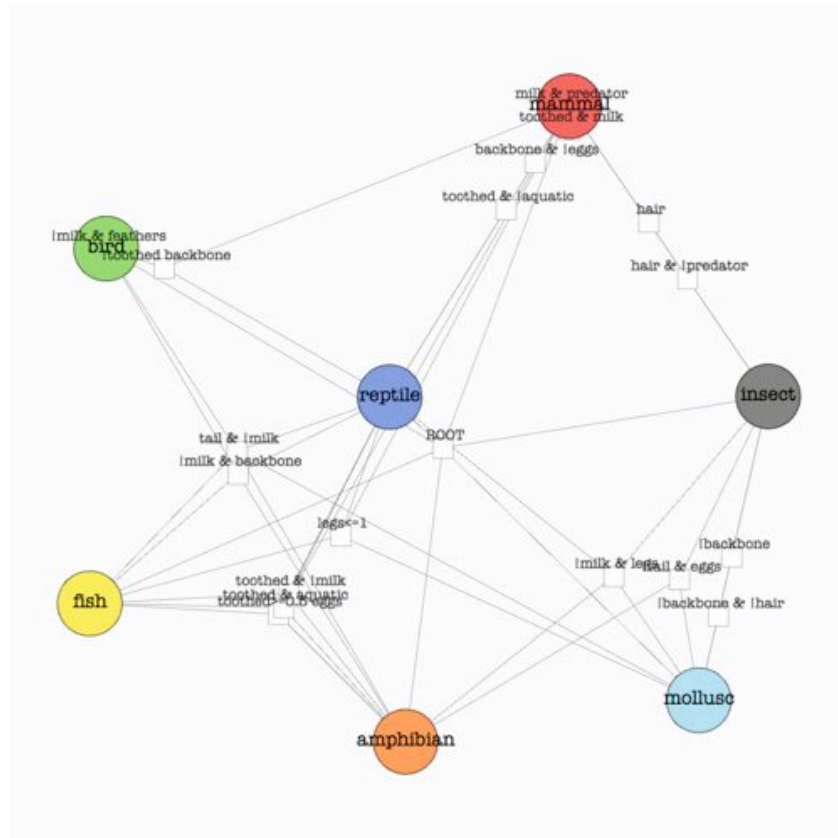 milk & predator
mammal
toothed & milk
backbone & !eggs
toothed & !aquatic
hair
!milk & feathers
bird
!toothed backbone
hair & !predator
reptile
insect
ROOT
tail & !milk
!milk & backbone
legs<=1
!backbone
!milk & legs
& eggs
toothed & !milk
toothed & aquatic
eggs
fish
!backbone & !hair
mollusc
amphibian